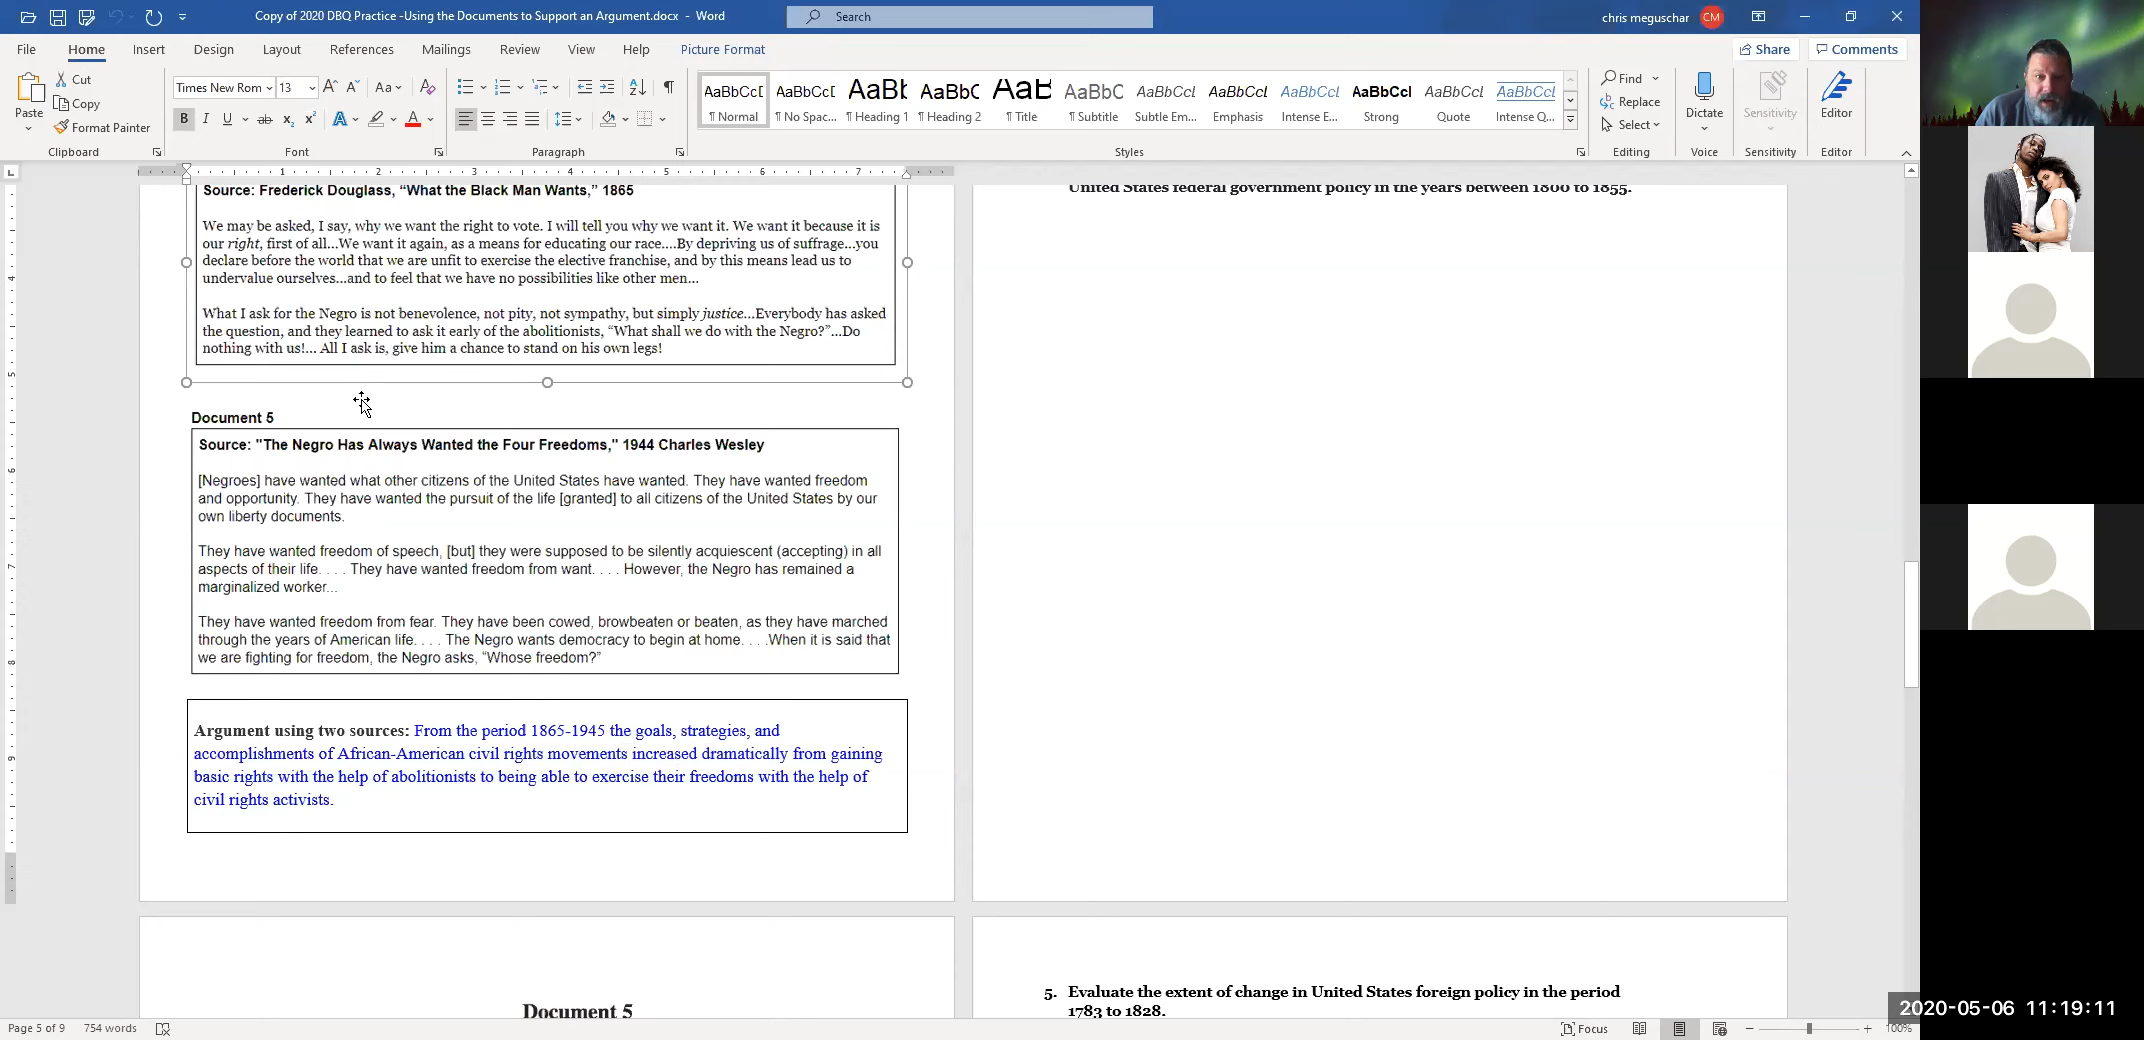 Copy of 2020 DBQ Practice -Using the Documents to Support an Argument.docx - Word
Search
chris meguschar
CM
File Home Insert Design Layout References Mailings Review View Help Picture Format
Share Comments
Paste
Cut
Copy
Format Painter
Times New Rom 13
AaBbCcD ¶ Normal
AaBbCcD ¶ No Spac...
AaBb ¶ Heading 1
AaBbC ¶ Heading 2
AaB ¶ Title
AaBbC ¶ Subtitle
AaBbCcL Subtle Em...
AaBbCcL Emphasis
AaBbCcL Intense E...
AaBbCcl Strong
AaBbCcL Quote
AaBbCcL Intense Q...
Find
Replace
Select
Dictate
Sensitivity
Editor
Clipboard Font Paragraph Styles Editing Voice Sensitivity Editor
Source: Frederick Douglass, “What the Black Man Wants,” 1865
We may be asked, I say, why we want the right to vote. I will tell you why we want it. We want it because it is
our right, first of all...We want it again, as a means for educating our race....By depriving us of suffrage...you
declare before the world that we are unfit to exercise the elective franchise, and by this means lead us to
undervalue ourselves...and to feel that we have no possibilities like other men...
What I ask for the Negro is not benevolence, not pity, not sympathy, but simply justice...Everybody has asked
the question, and they learned to ask it early of the abolitionists, “What shall we do with the Negro?”...Do
nothing with us!... All I ask is, give him a chance to stand on his own legs!
Document 5
Source: "The Negro Has Always Wanted the Four Freedoms," 1944 Charles Wesley
[Negroes] have wanted what other citizens of the United States have wanted. They have wanted freedom
and opportunity. They have wanted the pursuit of the life [granted] to all citizens of the United States by our
own liberty documents.
They have wanted freedom of speech, [but] they were supposed to be silently acquiescent (accepting) in all
aspects of their life. . . . They have wanted freedom from want. . . . However, the Negro has remained a
marginalized worker...
They have wanted freedom from fear. They have been cowed, browbeaten or beaten, as they have marched
through the years of American life. . . . The Negro wants democracy to begin at home. . . .When it is said that
we are fighting for freedom, the Negro asks, “Whose freedom?”
Argument using two sources: From the period 1865-1945 the goals, strategies, and
accomplishments of African-American civil rights movements increased dramatically from gaining
basic rights with the help of abolitionists to being able to exercise their freedoms with the help of
civil rights activists.
Document 5
United States federal government policy in the years between 1800 to 1855.
5. Evaluate the extent of change in United States foreign policy in the period
1783 to 1828.
Page 5 of 9 754 words
Focus
100%
2020-05-06 11:19:11